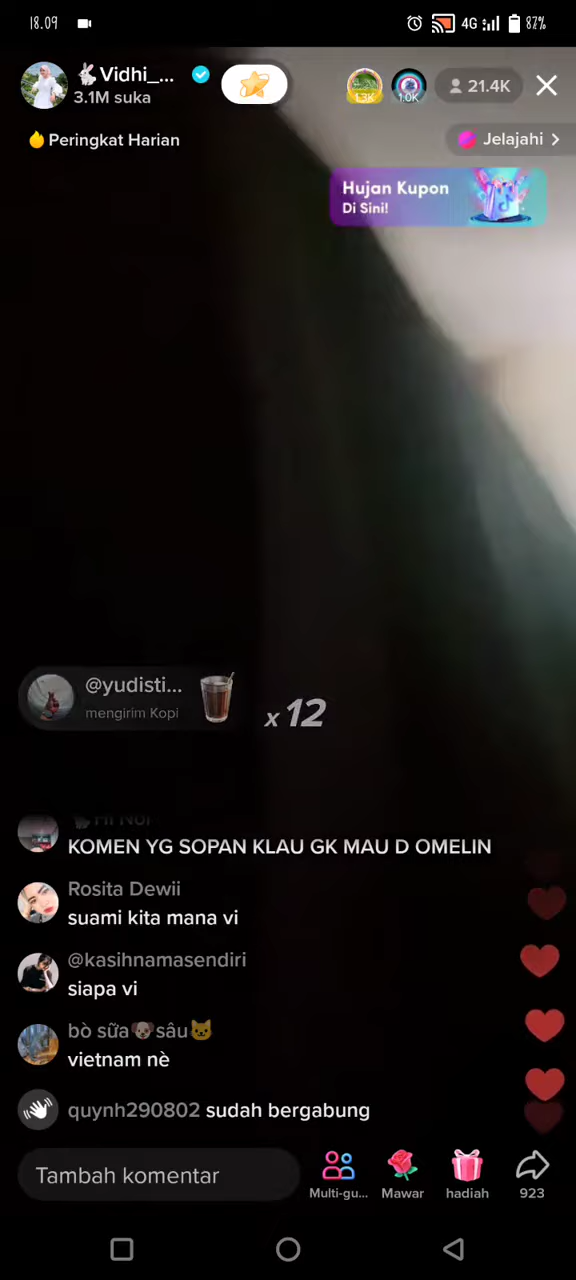 18.09
4G
87%
Vidhi_...
3.1M suka
1.3K
1.0K
21.4K
Peringkat Harian
Jelajahi
Hujan Kupon
Di Sini!
@yudisti...
mengirim Kopi
x 12
KOMEN YG SOPAN KLAU GK MAU D OMELIN
Rosita Dewii
suami kita mana vi
@kasihnamasendiri
siapa vi
bò sữa🐶sâu🐱
vietnam nè
quynh290802 sudah bergabung
Tambah komentar
Multi-gu...
Mawar
hadiah
923